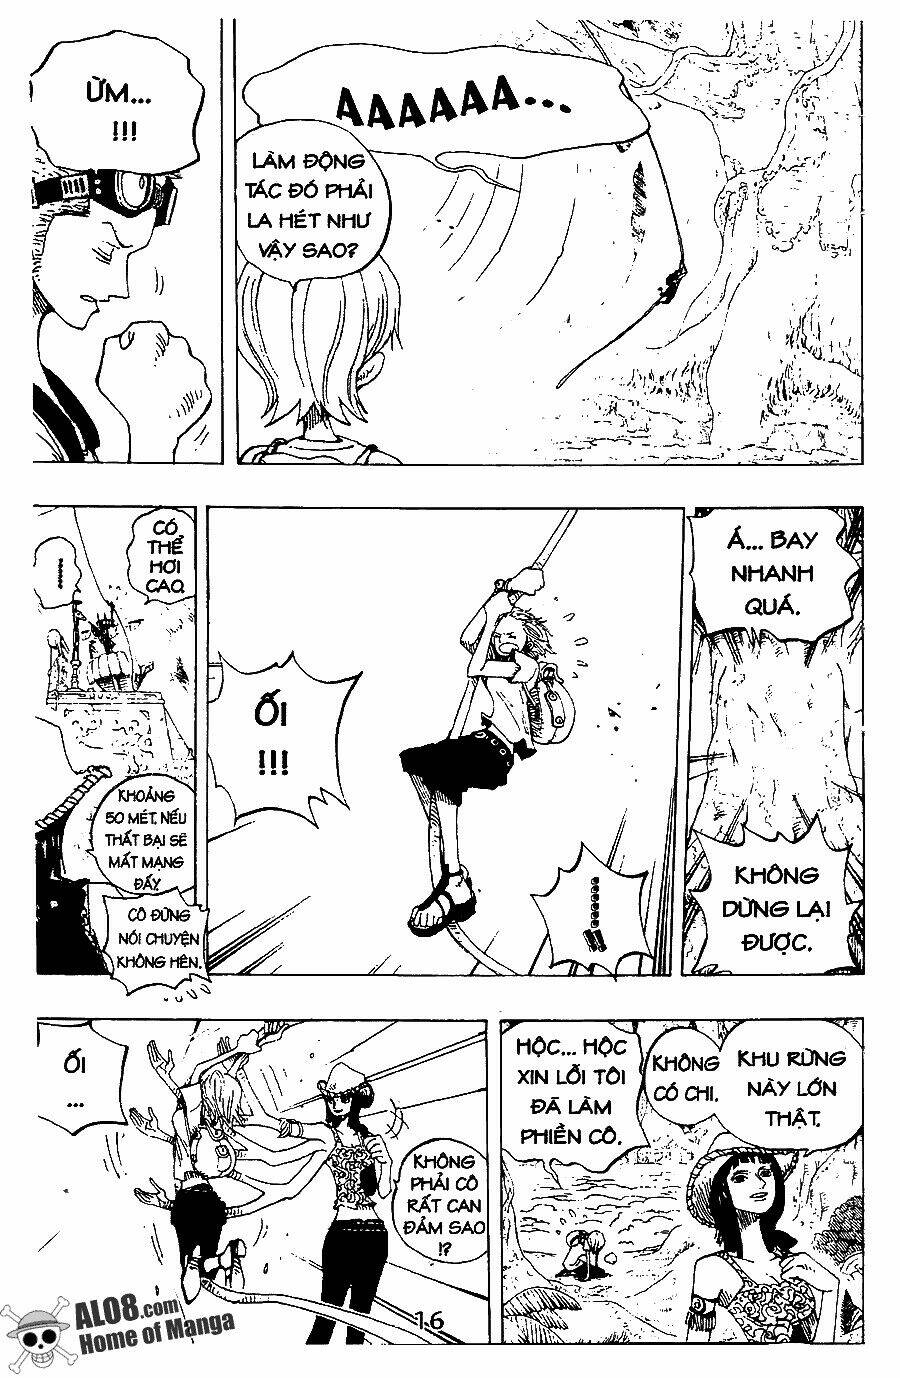 AAAAAA...
LÀM ĐỘNG
TÁC ĐÓ PHẢI
LA HÉT NHƯ
VẬY SAO?
ỪM...
!!!
Á... BAY
NHANH
QUÁ.
KHÔNG
DỪNG LẠI
ĐƯỢC.
ỐI
!!!
........!!
CÓ
THỂ
HƠI
CAO.
........
KHOẢNG
50 MÉT. NẾU
THẤT BẠI SẼ
MẤT MẠNG
ĐẤY.
CÔ ĐỪNG
NÓI CHUYỆN
KHÔNG HÊN.
KHU RỪNG
NÀY LỚN
THẬT.
KHÔNG
CÓ CHI.
HỘC... HỘC
XIN LỖI TÔI
ĐÃ LÀM
PHIỀN CÔ.
ỐI
...
KHÔNG
PHẢI CÔ
RẤT CAN
ĐẢM SAO
!?
16
ALO8.com
Home of Manga